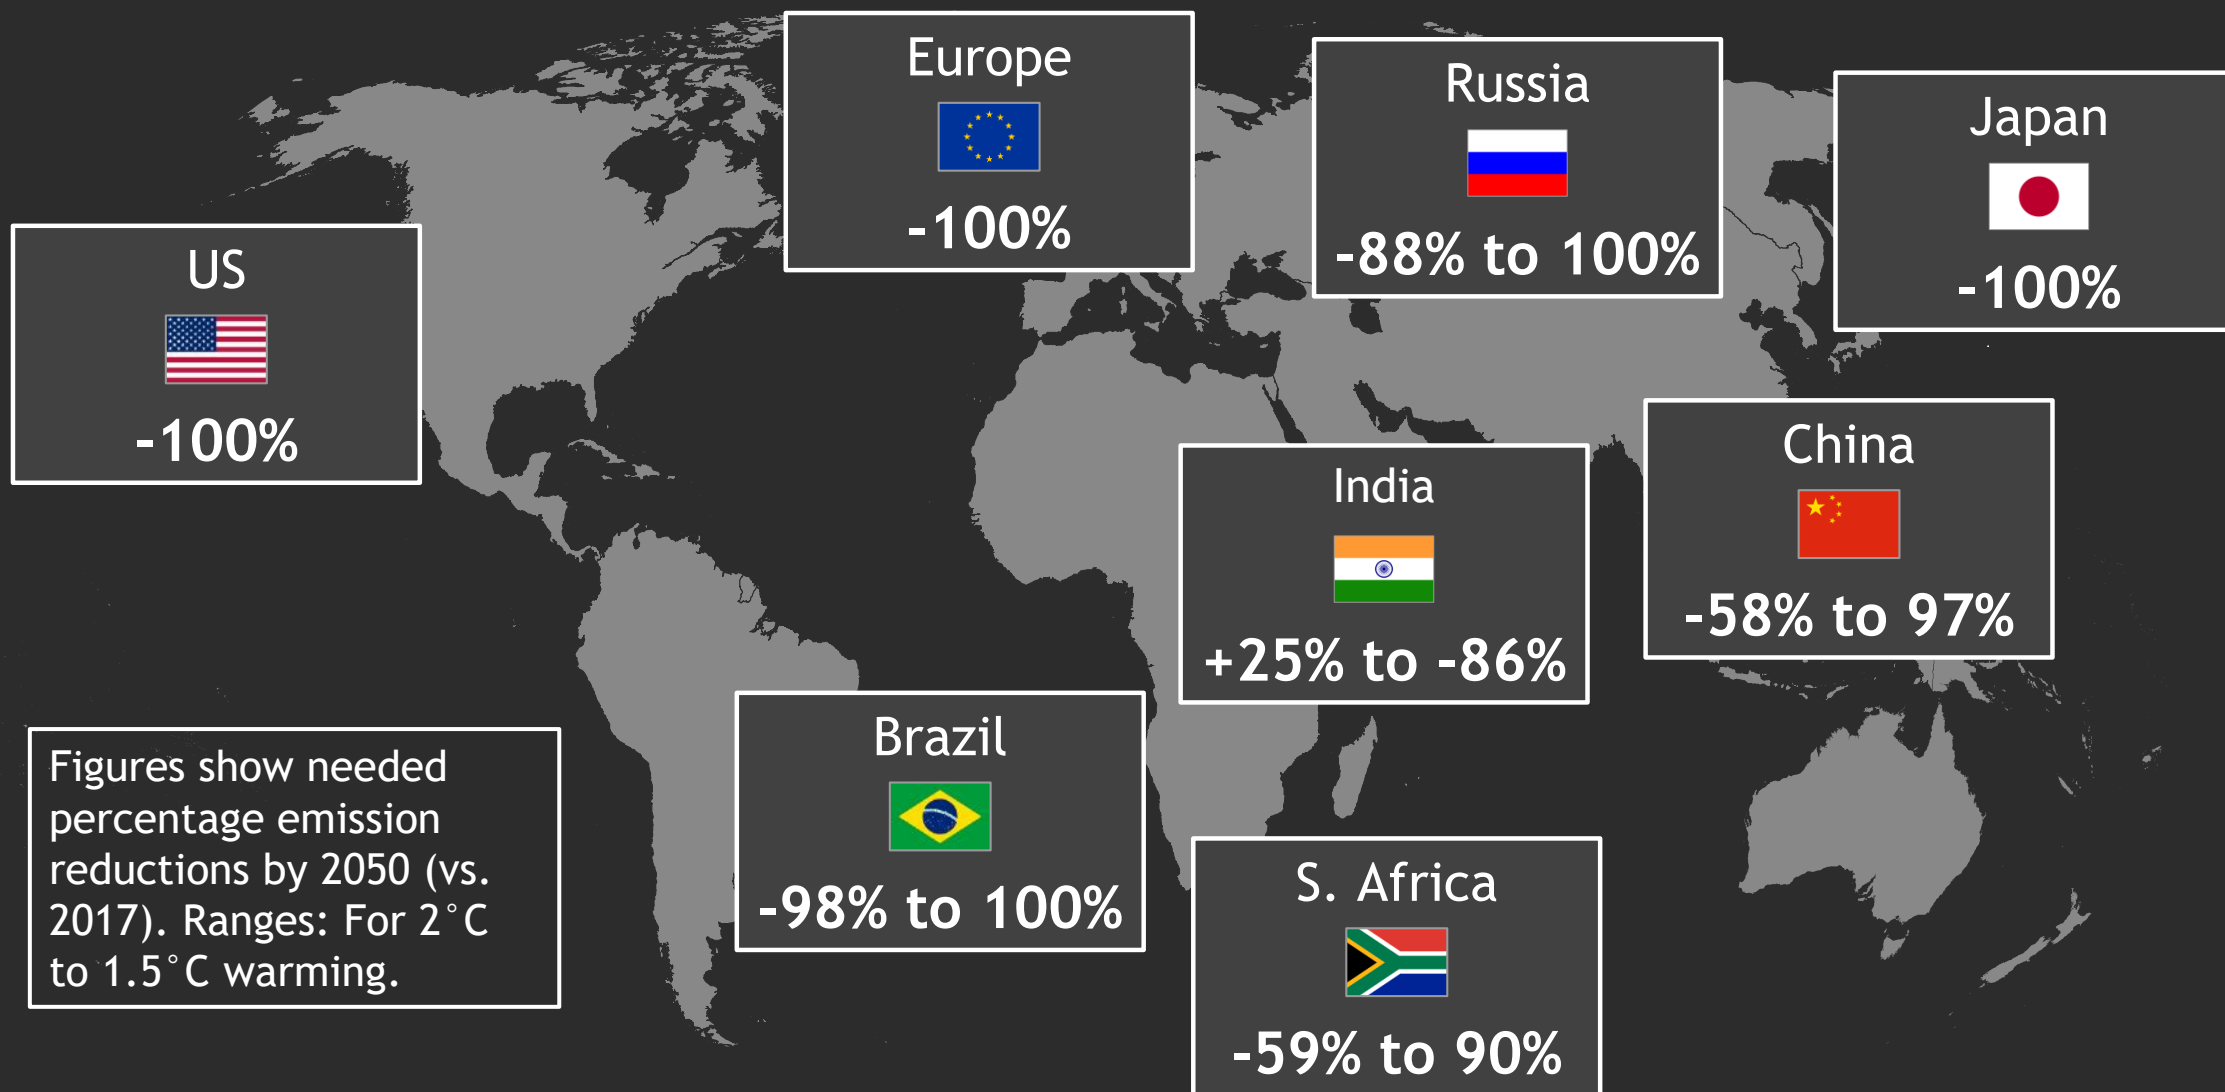 Europe
-100%
Russia
-88% to 100%
Japan
-100%
US
-100%
China
-58% to 97%
India
+25% to -86%
Brazil
-98% to 100%
S. Africa
-59% to 90%
Figures show needed
percentage emission
reductions by 2050 (vs.
2017). Ranges: For 2°C
to 1.5°C warming.